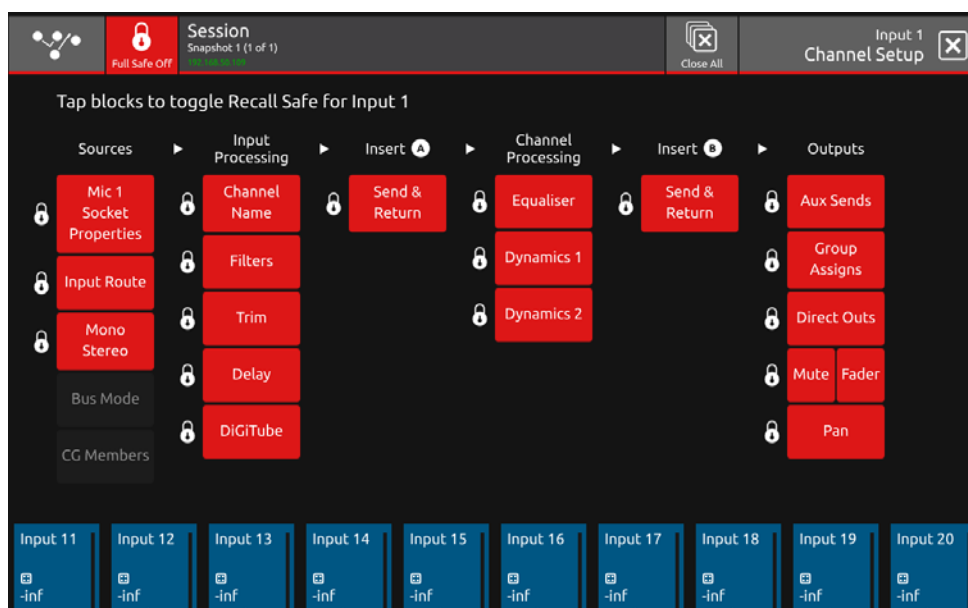 Full Safe Off
Session
Snapshot 1 (1 of 1)
192.168.50.109
Close All
Input 1
Channel Setup
Tap blocks to toggle Recall Safe for Input 1
Sources
Input
Processing
Insert A
Channel
Processing
Insert B
Outputs
Mic 1
Socket
Properties
Channel
Name
Send &
Return
Equaliser
Send &
Return
Aux Sends
Input Route
Filters
Dynamics 1
Group
Assigns
Mono
Stereo
Trim
Dynamics 2
Direct Outs
Bus Mode
Delay
Mute
Fader
CG Members
DiGiTube
Pan
Input 11
Input 12
Input 13
Input 14
Input 15
Input 16
Input 17
Input 18
Input 19
Input 20
-inf
-inf
-inf
-inf
-inf
-inf
-inf
-inf
-inf
-inf